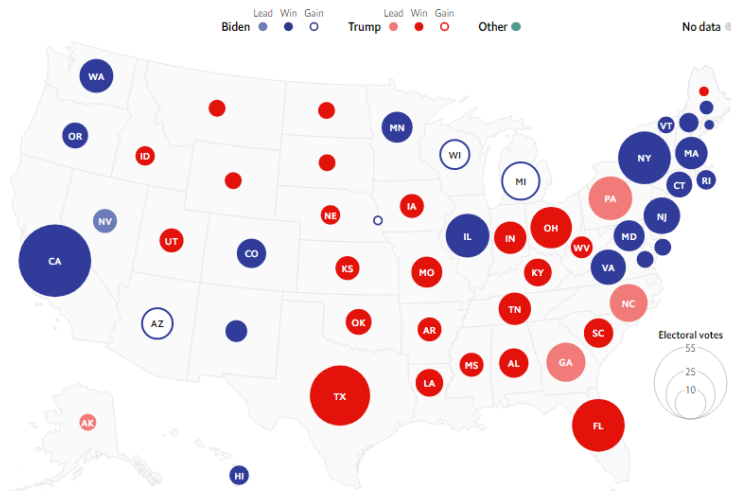 Lead Win Gain Lead Win Gain
Biden Trump Other No data
WA
OR
ID
MN
WI
MI
VT
NY
MA
CT
RI
PA
NJ
NV
UT
CO
NE
IA
IL
IN
OH
WV
MD
VA
CA
KS
MO
KY
AZ
OK
AR
TN
NC
SC
TX
LA
MS
AL
GA
FL
AK
HI
Electoral votes
55
25
10